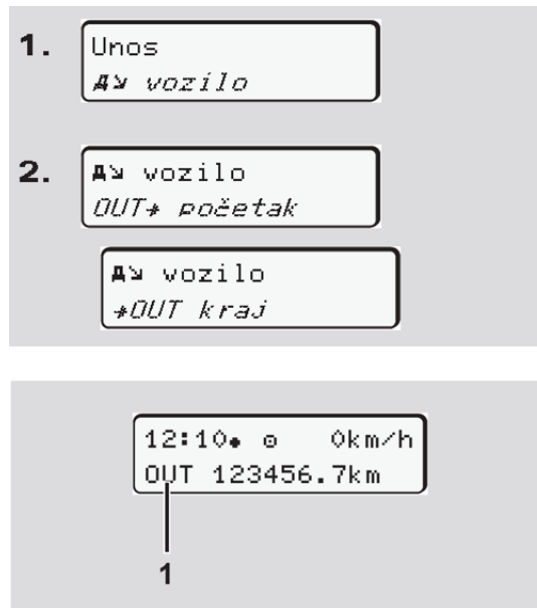 1.
Unos
vozilo
2.
vozilo
OUT početak
vozilo
OUT kraj
12:10 0km/h
OUT 123456.7km
1